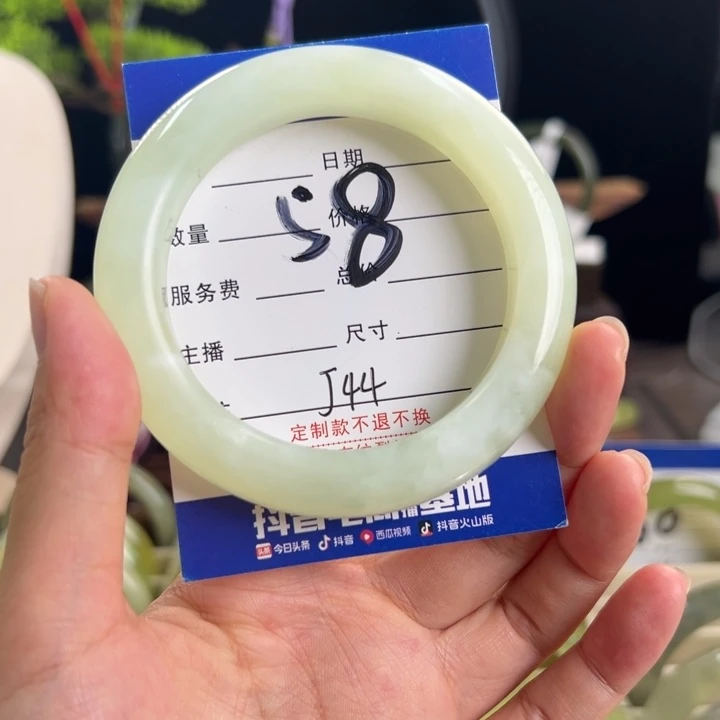 日期
58
价格
数量
总价
服务费
尺寸
主播
J44
定制款不退不换
基地
今日头条 抖音 西瓜视频 抖音火山版